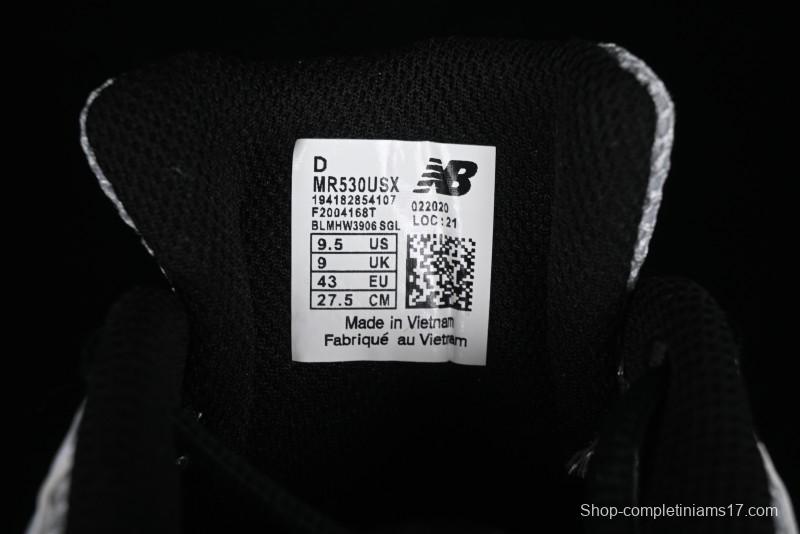 D
NB
MR530USX
194182854107
022020
F2004168T
LOC:21
BLMHW3906 SGL
9.5 US
9 UK
43 EU
27.5 CM
Made in Vietnam
Fabriqué au Vietnam
Shop-completiniams17.com